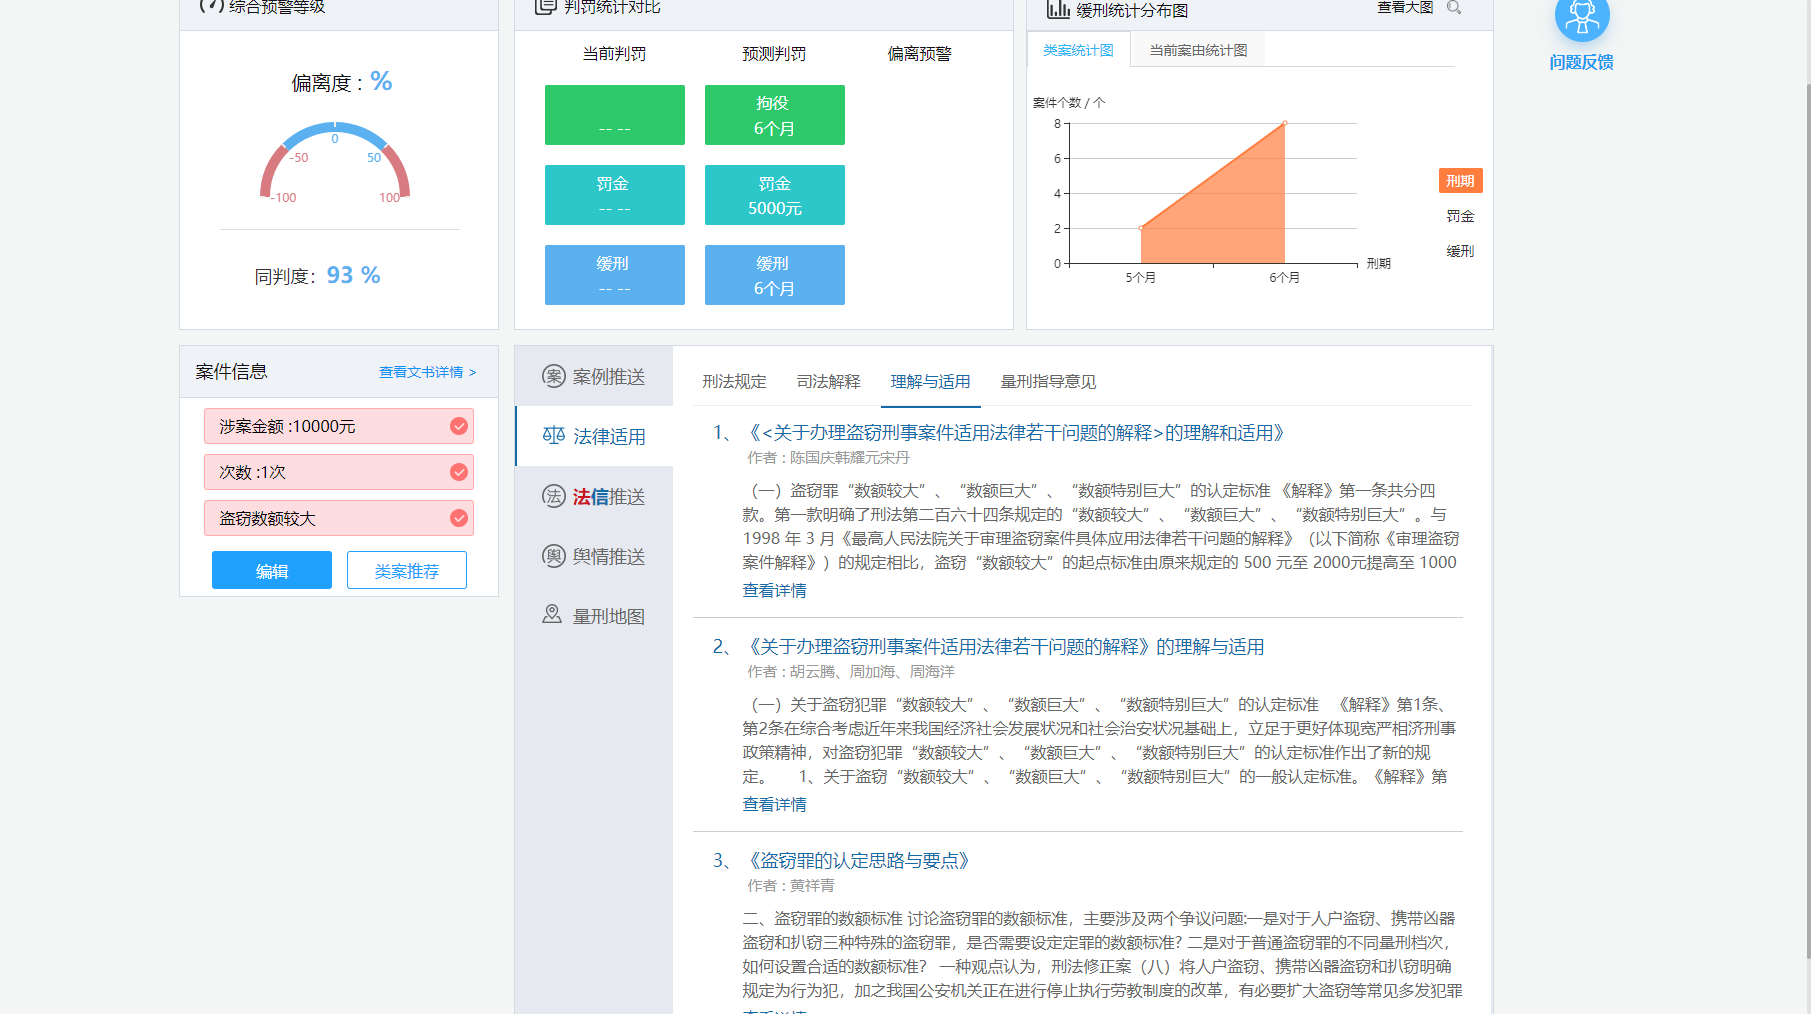 综合预警等级
偏离度 : %
0
-50
50
-100
100
同判度： 93 %
判罚统计对比
当前判罚
预测判罚
偏离预警
-- --
拘役
6个月
罚金
-- --
罚金
5000元
缓刑
-- --
缓刑
6个月
缓刑统计分布图
查看大图
类案统计图
当前案由统计图
案件个数 / 个
8
6
4
2
0
5个月
6个月
刑期
刑期
罚金
缓刑
问题反馈
案件信息
查看文书详情 >
涉案金额 :10000元
次数 :1次
盗窃数额较大
编辑
类案推荐
案 案例推送
法律适用
法 法信推送
舆 舆情推送
量刑地图
刑法规定
司法解释
理解与适用
量刑指导意见
1、 《<关于办理盗窃刑事案件适用法律若干问题的解释>的理解和适用》
作者 : 陈国庆韩耀元宋丹
（一）盗窃罪“数额较大”、 “数额巨大”、 “数额特别巨大”的认定标准 《解释》第一条共分四
款。第一款明确了刑法第二百六十四条规定的“数额较大”、 “数额巨大”、 “数额特别巨大”。与
1998 年 3 月《最高人民法院关于审理盗窃案件具体应用法律若干问题的解释》（以下简称《审理盗窃
案件解释》）的规定相比，盗窃“数额较大”的起点标准由原来规定的 500 元至 2000元提高至 1000
查看详情
2、 《关于办理盗窃刑事案件适用法律若干问题的解释》的理解与适用
作者 : 胡云腾、周加海、周海洋
（一）关于盗窃犯罪“数额较大”、 “数额巨大”、 “数额特别巨大”的认定标准 《解释》第1条、
第2条在综合考虑近年来我国经济社会发展状况和社会治安状况基础上，立足于更好体现宽严相济刑事
政策精神，对盗窃犯罪“数额较大”、 “数额巨大”、 “数额特别巨大”的认定标准作出了新的规
定。 1、关于盗窃“数额较大”、 “数额巨大”、 “数额特别巨大”的一般认定标准。《解释》第
查看详情
3、 《盗窃罪的认定思路与要点》
作者 : 黄祥青
二、盗窃罪的数额标准 讨论盗窃罪的数额标准，主要涉及两个争议问题:一是对于人户盗窃、携带凶器
盗窃和扒窃三种特殊的盗窃罪，是否需要设定定罪的数额标准? 二是对于普通盗窃罪的不同量刑档次，
如何设置合适的数额标准? 一种观点认为，刑法修正案（八）将人户盗窃、携带凶器盗窃和扒窃明确
规定为行为犯，加之我国公安机关正在进行停止执行劳教制度的改革，有必要扩大盗窃等常见多发犯罪